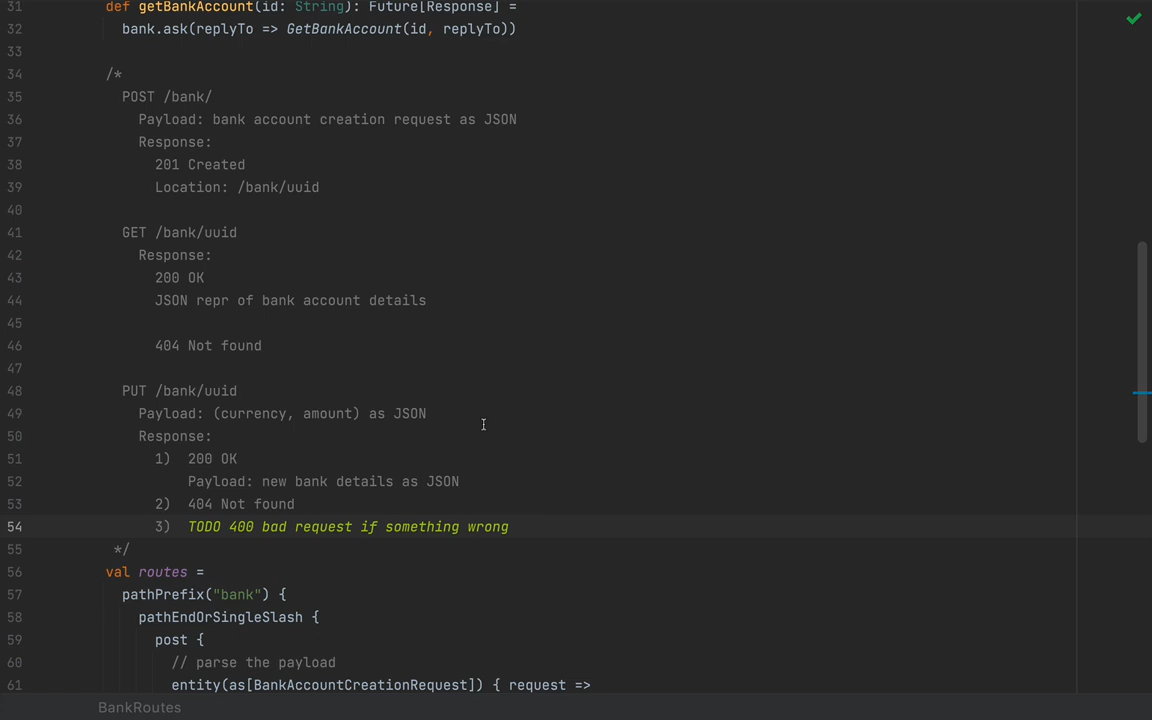 31 def getBankAccount(id: String): Future[Response] =
32 bank.ask(replyTo => GetBankAccount(id, replyTo))
33
34 /*
35 POST /bank/
36 Payload: bank account creation request as JSON
37 Response:
38 201 Created
39 Location: /bank/uuid
40
41 GET /bank/uuid
42 Response:
43 200 OK
44 JSON repr of bank account details
45
46 404 Not found
47
48 PUT /bank/uuid
49 Payload: (currency, amount) as JSON
50 Response:
51 1) 200 OK
52 Payload: new bank details as JSON
53 2) 404 Not found
54 3) TODO 400 bad request if something wrong
55 */
56 val routes =
57 pathPrefix("bank") {
58 pathEndOrSingleSlash {
59 post {
60 // parse the payload
61 entity(as[BankAccountCreationRequest]) { request =>
BankRoutes